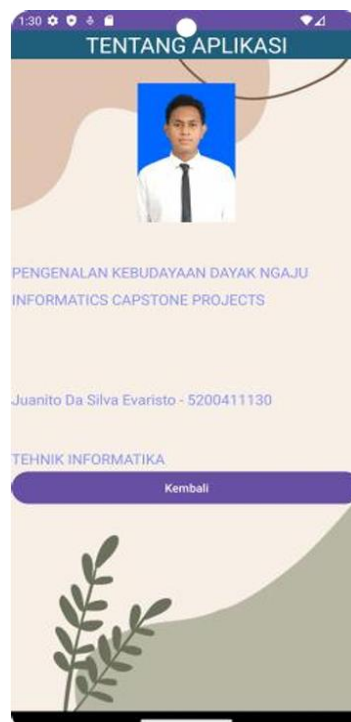 1:30
TENTANG APLIKASI
PENGENALAN KEBUDAYAAN DAYAK NGAJU
INFORMATICS CAPSTONE PROJECTS
Juanito Da Silva Evaristo - 5200411130
TEHNIK INFORMATIKA
Kembali